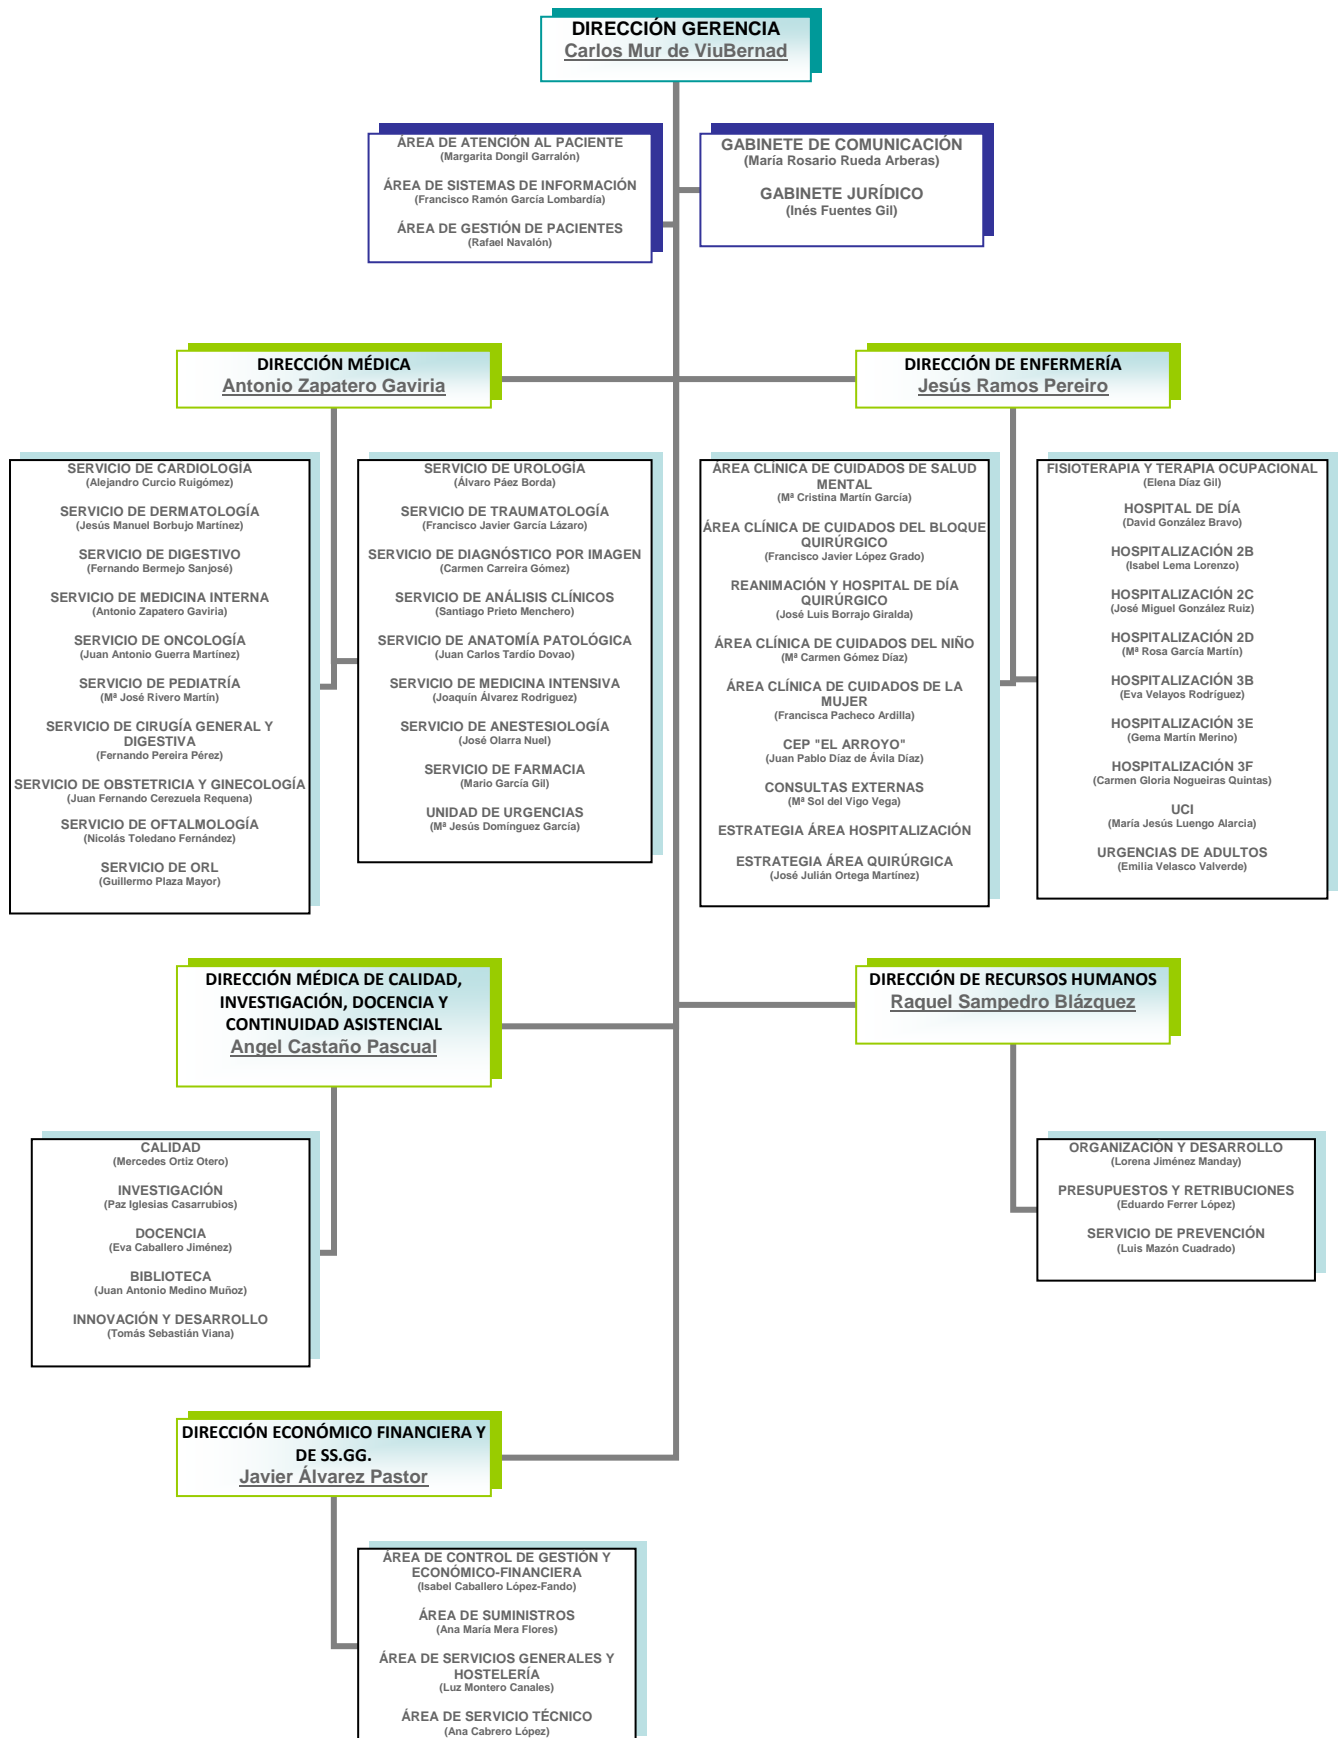 DIRECCIÓN GERENCIA
Carlos Mur de ViuBernad
ÁREA DE ATENCIÓN AL PACIENTE
(Margarita Dongil Garralón)
ÁREA DE SISTEMAS DE INFORMACIÓN
(Francisco Ramón García Lombardía)
ÁREA DE GESTIÓN DE PACIENTES
(Rafael Navalón)
GABINETE DE COMUNICACIÓN
(María Rosario Rueda Arberas)
GABINETE JURÍDICO
(Inés Fuentes Gil)
DIRECCIÓN MÉDICA
Antonio Zapatero Gaviria
DIRECCIÓN DE ENFERMERÍA
Jesús Ramos Pereiro
SERVICIO DE CARDIOLOGÍA
(Alejandro Curcio Ruigómez)
SERVICIO DE DERMATOLOGÍA
(Jesús Manuel Borbujo Martínez)
SERVICIO DE DIGESTIVO
(Fernando Bermejo Sanjosé)
SERVICIO DE MEDICINA INTERNA
(Antonio Zapatero Gaviria)
SERVICIO DE ONCOLOGÍA
(Juan Antonio Guerra Martínez)
SERVICIO DE PEDIATRÍA
(Mª José Rivero Martín)
SERVICIO DE CIRUGÍA GENERAL Y
DIGESTIVA
(Fernando Pereira Pérez)
SERVICIO DE OBSTETRICIA Y GINECOLOGÍA
(Juan Fernando Cerezuela Requena)
SERVICIO DE OFTALMOLOGÍA
(Nicolás Toledano Fernández)
SERVICIO DE ORL
(Guillermo Plaza Mayor)
SERVICIO DE UROLOGÍA
(Álvaro Páez Borda)
SERVICIO DE TRAUMATOLOGÍA
(Francisco Javier García Lázaro)
SERVICIO DE DIAGNÓSTICO POR IMAGEN
(Carmen Carreira Gómez)
SERVICIO DE ANÁLISIS CLÍNICOS
(Santiago Prieto Menchero)
SERVICIO DE ANATOMÍA PATOLÓGICA
(Juan Carlos Tardío Dovao)
SERVICIO DE MEDICINA INTENSIVA
(Joaquín Álvarez Rodríguez)
SERVICIO DE ANESTESIOLOGÍA
(José Olarra Nuel)
SERVICIO DE FARMACIA
(Mario García Gil)
UNIDAD DE URGENCIAS
(Mª Jesús Domínguez García)
ÁREA CLÍNICA DE CUIDADOS DE SALUD
MENTAL
(Mª Cristina Martín García)
ÁREA CLÍNICA DE CUIDADOS DEL BLOQUE
QUIRÚRGICO
(Francisco Javier López Grado)
REANIMACIÓN Y HOSPITAL DE DÍA
QUIRÚRGICO
(José Luis Borrajo Giralda)
ÁREA CLÍNICA DE CUIDADOS DEL NIÑO
(Mª Carmen Gómez Díaz)
ÁREA CLÍNICA DE CUIDADOS DE LA
MUJER
(Francisca Pacheco Ardilla)
CEP "EL ARROYO"
(Juan Pablo Díaz de Ávila Díaz)
CONSULTAS EXTERNAS
(Mª Sol del Vigo Vega)
ESTRATEGIA ÁREA HOSPITALIZACIÓN
ESTRATEGIA ÁREA QUIRÚRGICA
(José Julián Ortega Martínez)
FISIOTERAPIA Y TERAPIA OCUPACIONAL
(Elena Díaz Gil)
HOSPITAL DE DÍA
(David González Bravo)
HOSPITALIZACIÓN 2B
(Isabel Lema Lorenzo)
HOSPITALIZACIÓN 2C
(José Miguel González Ruiz)
HOSPITALIZACIÓN 2D
(Mª Rosa García Martín)
HOSPITALIZACIÓN 3B
(Eva Velayos Rodríguez)
HOSPITALIZACIÓN 3E
(Gema Martín Merino)
HOSPITALIZACIÓN 3F
(Carmen Gloria Nogueiras Quintas)
UCI
(María Jesús Luengo Alarcia)
URGENCIAS DE ADULTOS
(Emilia Velasco Valverde)
DIRECCIÓN MÉDICA DE CALIDAD,
INVESTIGACIÓN, DOCENCIA Y
CONTINUIDAD ASISTENCIAL
Angel Castaño Pascual
DIRECCIÓN DE RECURSOS HUMANOS
Raquel Sampedro Blázquez
CALIDAD
(Mercedes Ortiz Otero)
INVESTIGACIÓN
(Paz Iglesias Casarrubios)
DOCENCIA
(Eva Caballero Jiménez)
BIBLIOTECA
(Juan Antonio Medino Muñoz)
INNOVACIÓN Y DESARROLLO
(Tomás Sebastián Viana)
ORGANIZACIÓN Y DESARROLLO
(Lorena Jiménez Manday)
PRESUPUESTOS Y RETRIBUCIONES
(Eduardo Ferrer López)
SERVICIO DE PREVENCIÓN
(Luis Mazón Cuadrado)
DIRECCIÓN ECONÓMICO FINANCIERA Y
DE SS.GG.
Javier Álvarez Pastor
ÁREA DE CONTROL DE GESTIÓN Y
ECONÓMICO-FINANCIERA
(Isabel Caballero López-Fando)
ÁREA DE SUMINISTROS
(Ana María Mera Flores)
ÁREA DE SERVICIOS GENERALES Y
HOSTELERÍA
(Luz Montero Canales)
ÁREA DE SERVICIO TÉCNICO
(Ana Cabrero López)